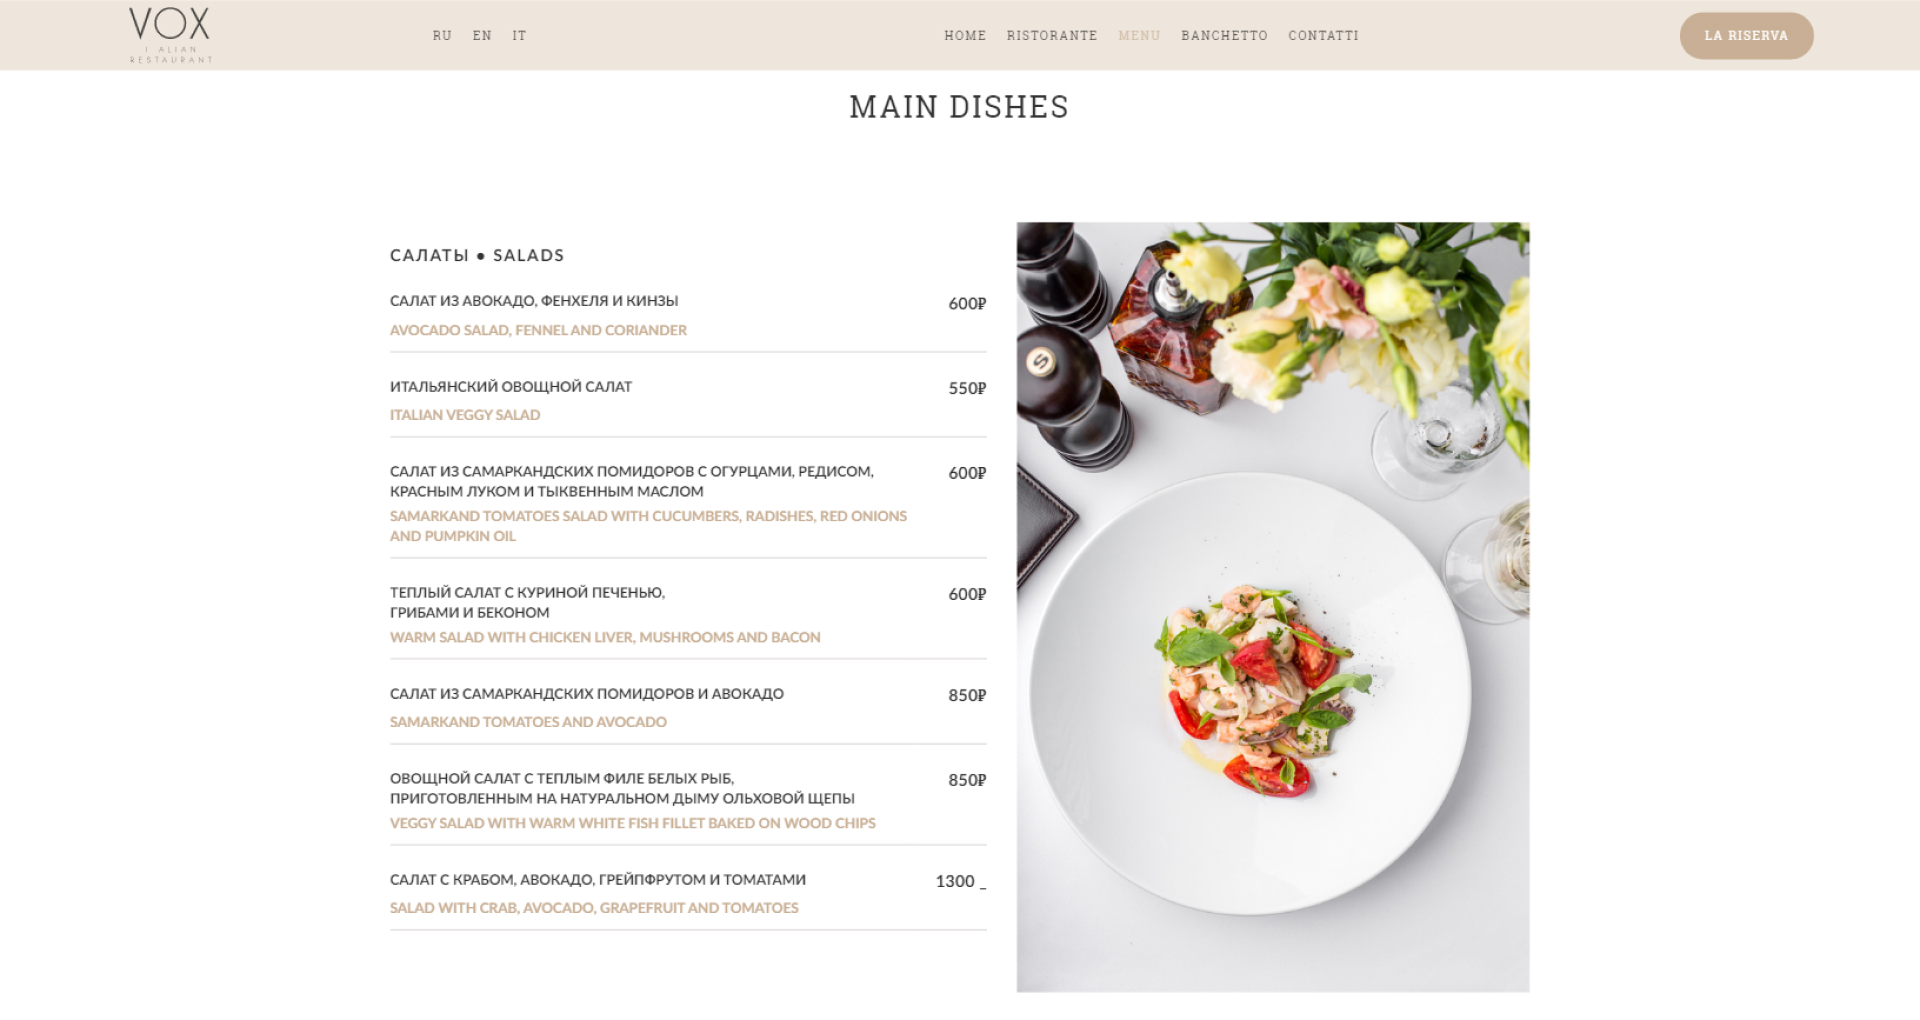 VOX
I ALIAN
RESTAURANT
RU EN IT
HOME RISTORANTE MENU BANCHETTO CONTATTI
LA RISERVA
MAIN DISHES
САЛАТЫ ● SALADS
САЛАТ ИЗ АВОКАДО, ФЕНХЕЛЯ И КИНЗЫ 600₽
AVOCADO SALAD, FENNEL AND CORIANDER
ИТАЛЬЯНСКИЙ ОВОЩНОЙ САЛАТ 550₽
ITALIAN VEGGY SALAD
САЛАТ ИЗ САМАРКАНДСКИХ ПОМИДОРОВ С ОГУРЦАМИ, РЕДИСОМ, 600₽
КРАСНЫМ ЛУКОМ И ТЫКВЕННЫМ МАСЛОМ
SAMARKAND TOMATOES SALAD WITH CUCUMBERS, RADISHES, RED ONIONS
AND PUMPKIN OIL
ТЕПЛЫЙ САЛАТ С КУРИНОЙ ПЕЧЕНЬЮ, 600₽
ГРИБАМИ И БЕКОНОМ
WARM SALAD WITH CHICKEN LIVER, MUSHROOMS AND BACON
САЛАТ ИЗ САМАРКАНДСКИХ ПОМИДОРОВ И АВОКАДО 850₽
SAMARKAND TOMATOES AND AVOCADO
ОВОЩНОЙ САЛАТ С ТЕПЛЫМ ФИЛЕ БЕЛЫХ РЫБ, 850₽
ПРИГОТОВЛЕННЫМ НА НАТУРАЛЬНОМ ДЫМУ ОЛЬХОВОЙ ЩЕПЫ
VEGGY SALAD WITH WARM WHITE FISH FILLET BAKED ON WOOD CHIPS
САЛАТ С КРАБОМ, АВОКАДО, ГРЕЙПФРУТОМ И ТОМАТАМИ 1300 _
SALAD WITH CRAB, AVOCADO, GRAPEFRUIT AND TOMATOES
S